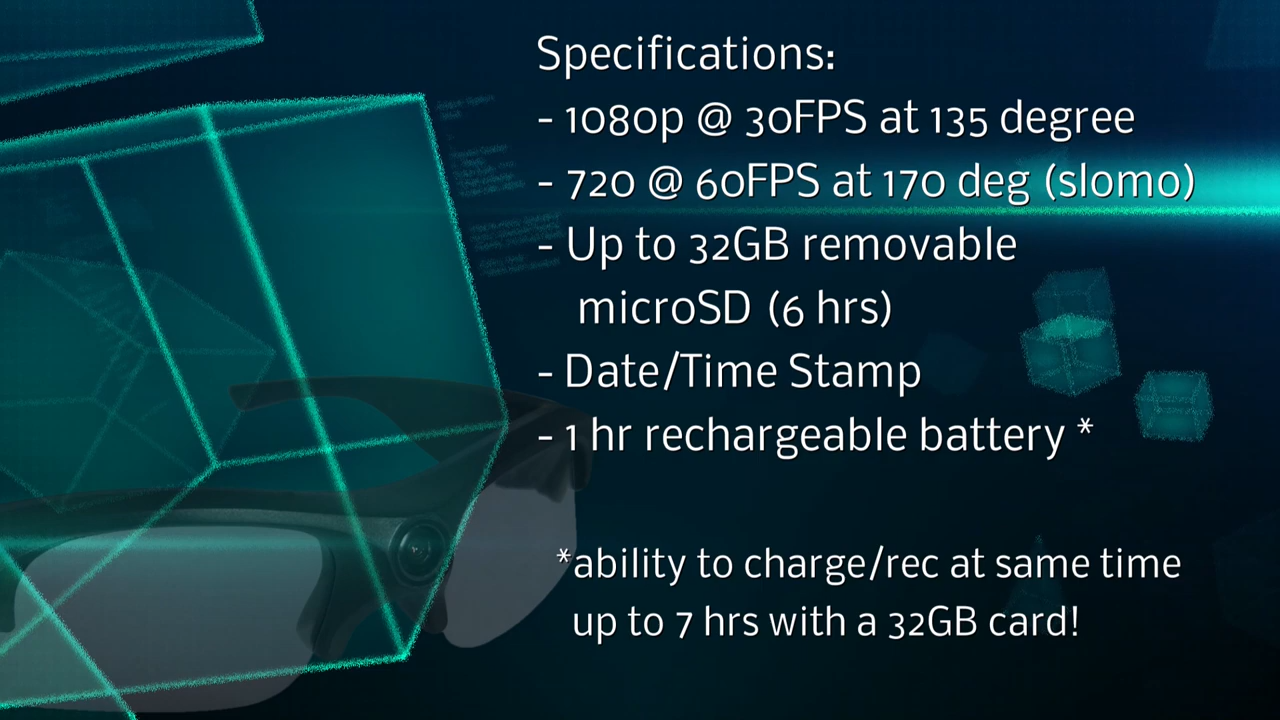 Specifications:
- 1080p @ 30FPS at 135 degree
- 720 @ 60FPS at 170 deg (slomo)
- Up to 32GB removable
microSD (6 hrs)
- Date/Time Stamp
- 1 hr rechargeable battery *
*ability to charge/rec at same time
up to 7 hrs with a 32GB card!